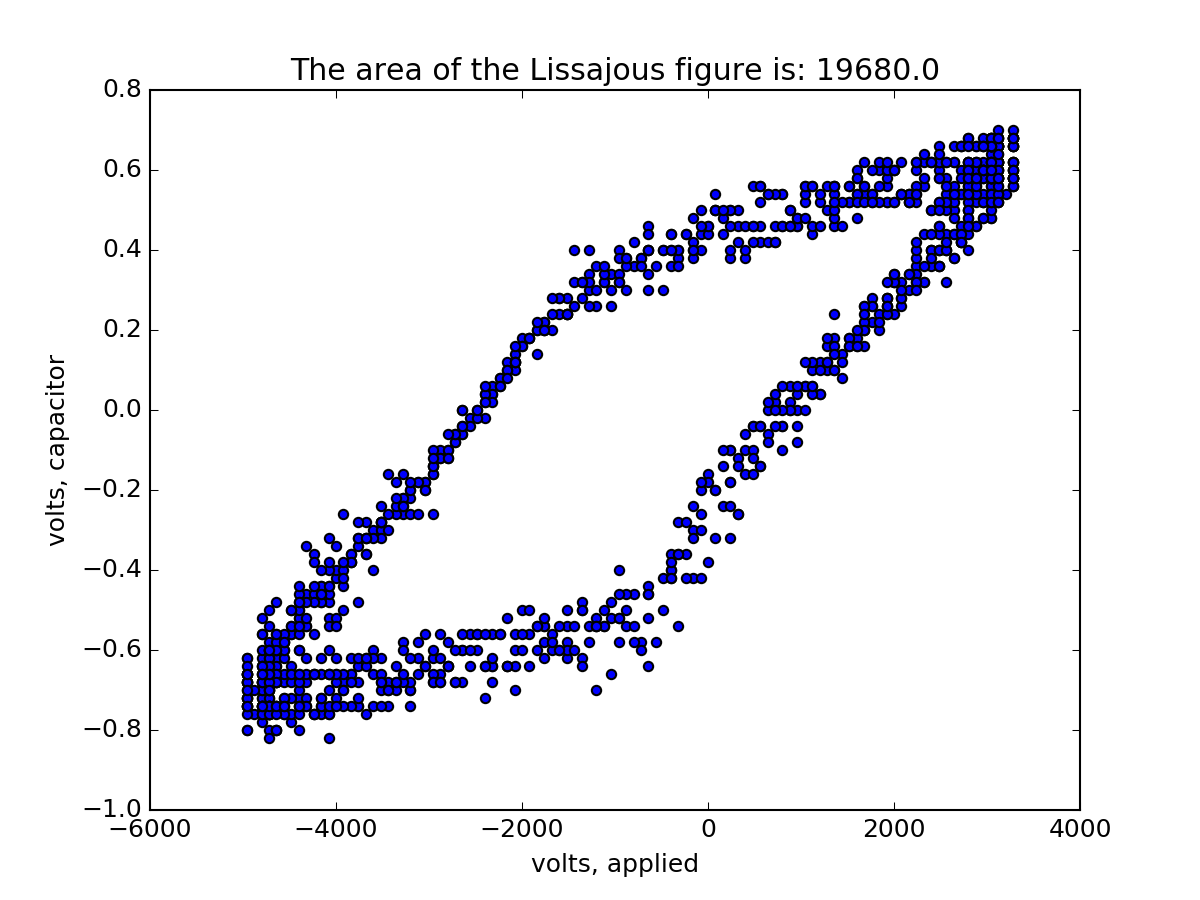 The area of the Lissajous figure is: 19680.0
0.8
0.6
0.4
0.2
0.0
−0.2
−0.4
−0.6
−0.8
−1.0
−6000 −4000 −2000 0 2000 4000
volts, capacitor
volts, applied